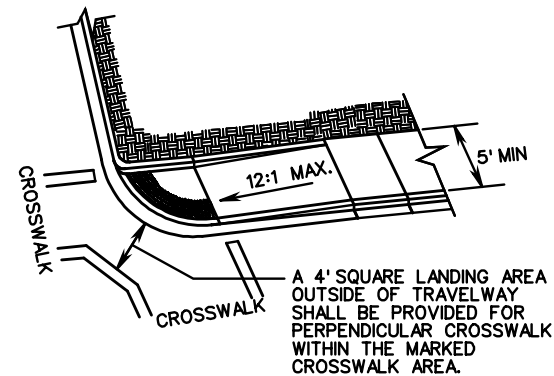 12:1 MAX.
5' MIN
CROSSWALK
CROSSWALK
A 4' SQUARE LANDING AREA
OUTSIDE OF TRAVELWAY
SHALL BE PROVIDED FOR
PERPENDICULAR CROSSWALK
WITHIN THE MARKED
CROSSWALK AREA.